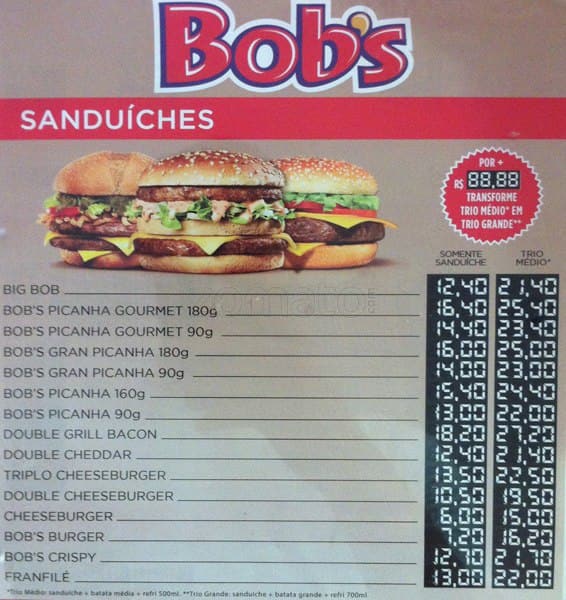 Bob's
SANDUÍCHES
POR +
R$ 88,88
TRANSFORME
TRIO MÉDIO* EM
TRIO GRANDE**
SOMENTE SANDUÍCHE TRIO MÉDIO*
BIG BOB 12,40 21,40
BOB'S PICANHA GOURMET 180g 16,40 25,40
BOB'S PICANHA GOURMET 90g 14,40 23,40
BOB'S GRAN PICANHA 180g 16,00 25,00
BOB'S GRAN PICANHA 90g 14,00 23,00
BOB'S PICANHA 160g 15,40 24,40
BOB'S PICANHA 90g 13,00 22,00
DOUBLE GRILL BACON 18,20 27,20
DOUBLE CHEDDAR 12,40 21,40
TRIPLO CHEESEBURGER 13,50 22,50
DOUBLE CHEESEBURGER 10,50 19,50
CHEESEBURGER 6,00 15,00
BOB'S BURGER 7,20 16,20
BOB'S CRISPY 12,70 21,70
FRANFILÉ 13,00 22,00
*Trio Médio: sanduíche + batata média + refri 500ml. **Trio Grande: sanduíche + batata grande + refri 700ml